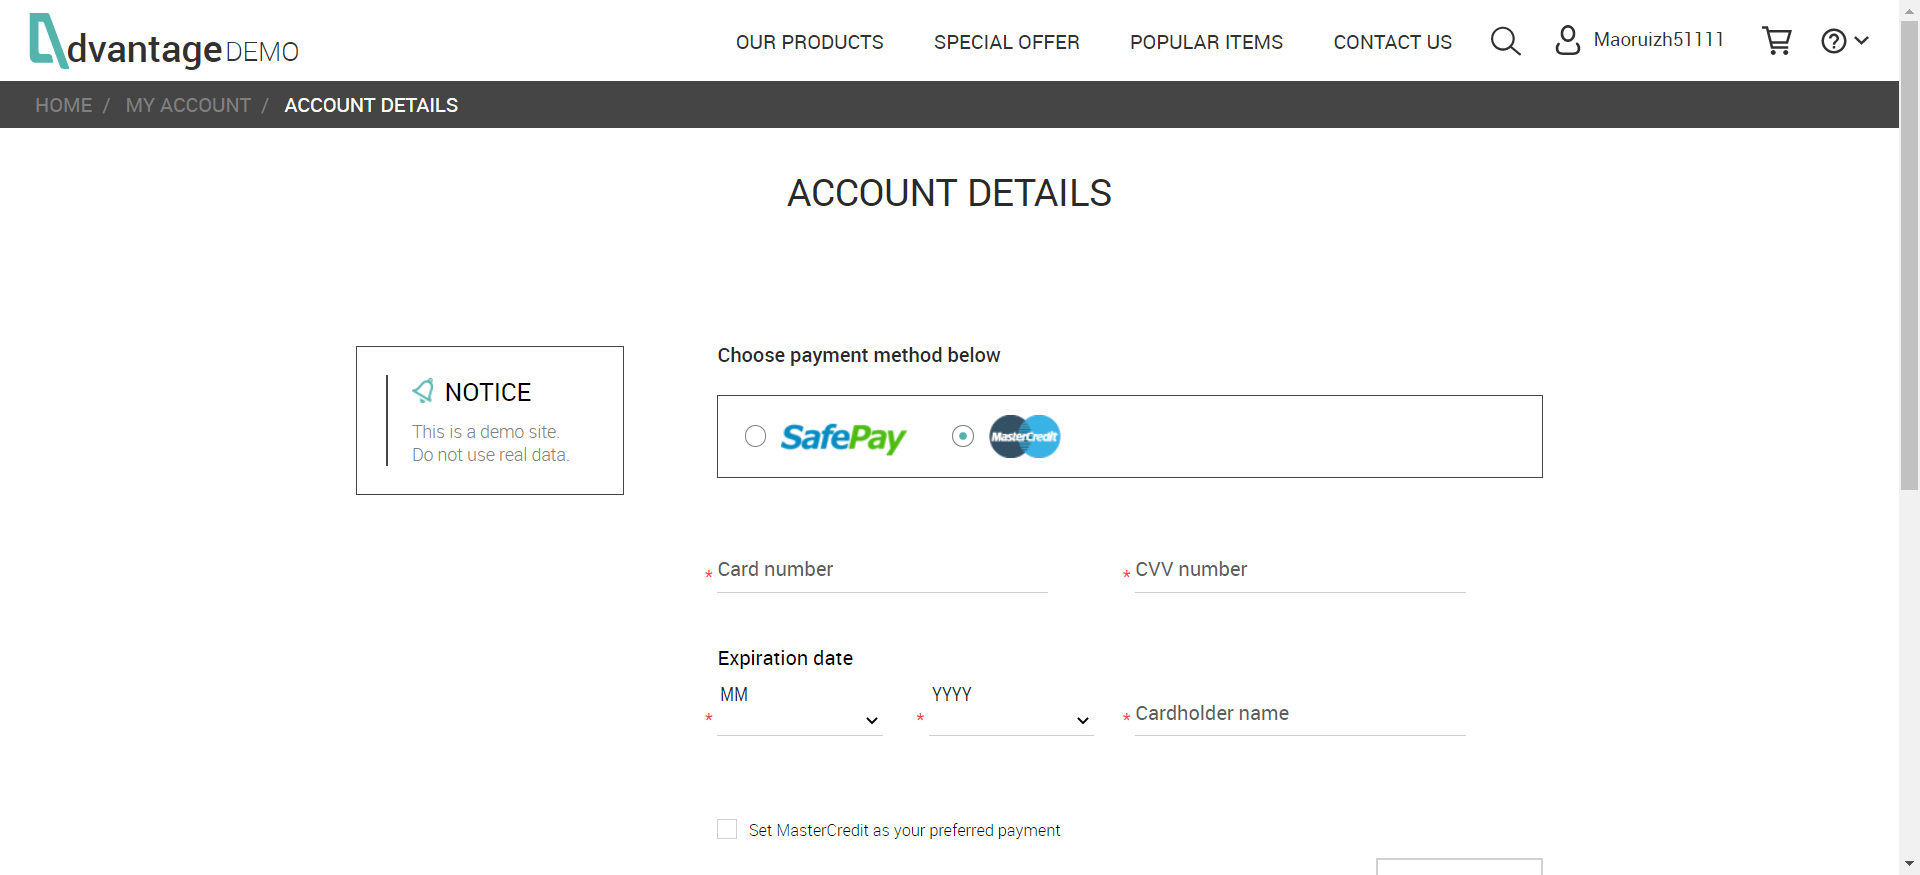 dvantage DEMO
OUR PRODUCTS
SPECIAL OFFER
POPULAR ITEMS
CONTACT US
Maoruizh51111
HOME / MY ACCOUNT / ACCOUNT DETAILS
ACCOUNT DETAILS
NOTICE
This is a demo site.
Do not use real data.
Choose payment method below
SafePay
MasterCredit
* Card number
* CVV number
Expiration date
* MM
* YYYY
* Cardholder name
Set MasterCredit as your preferred payment